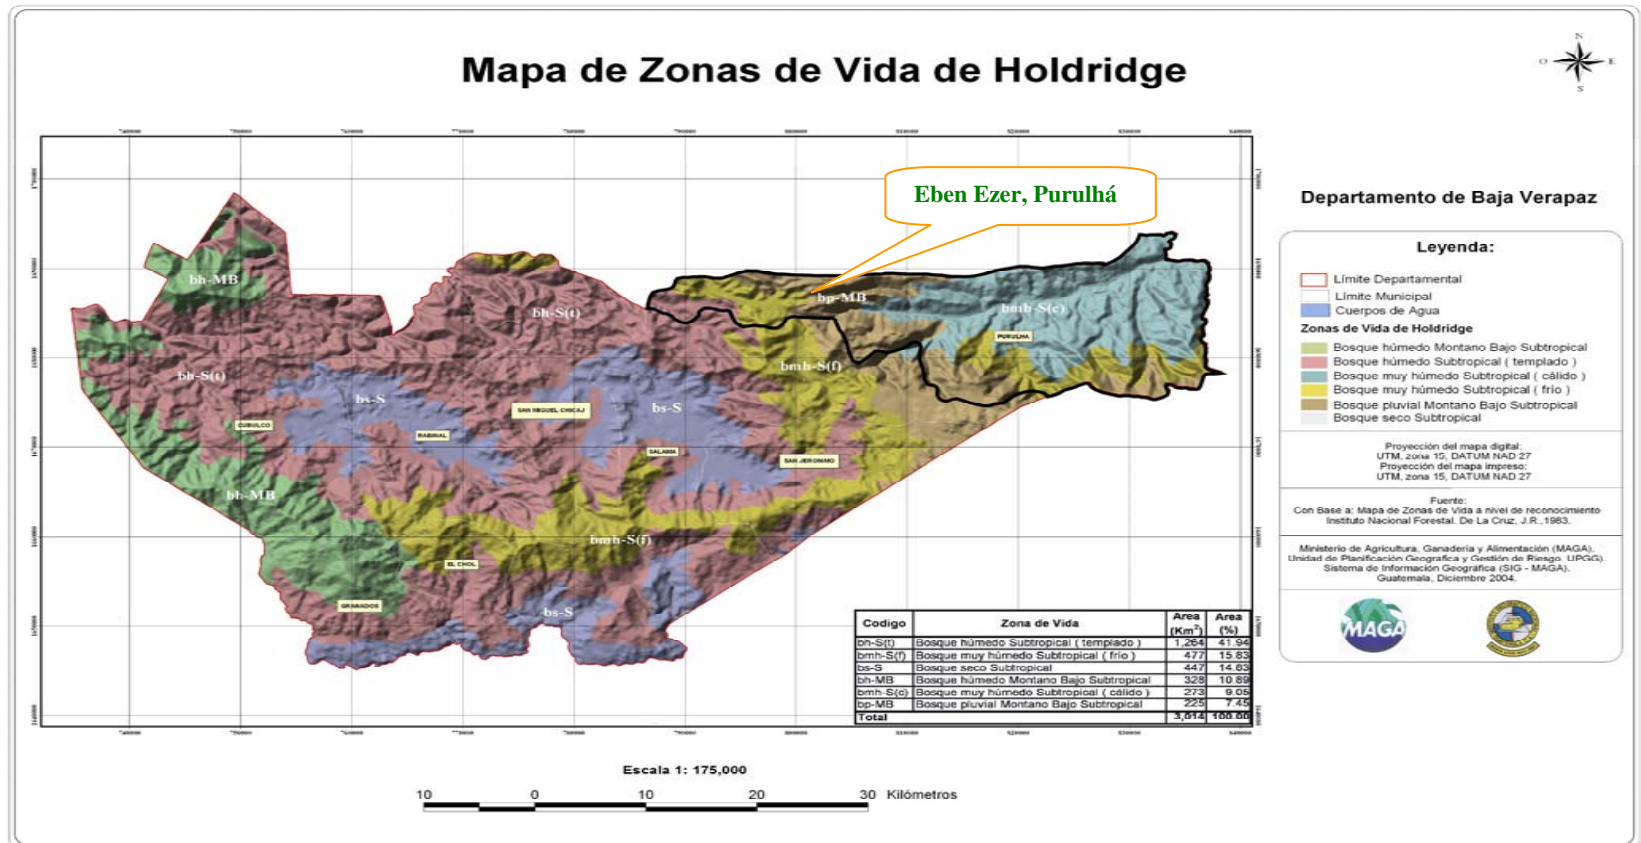 Mapa de Zonas de Vida de Holdridge
N
O
E
S
Eben Ezer, Purulhá
bh-MB
bp-MB
bmh-S(c)
bh-S(t)
PURULHA
bmh-S(f)
bh-S(t)
bs-S
bs-S
SAN MIGUEL CHICAJ
CUBULCO
RABINAL
SALAMA
SAN JERONIMO
bh-MB
bmh-S(f)
EL CHOL
GRANADOS
bs-S
Codigo Zona de Vida Area (Km²) Area (%)
bh-S(t) Bosque húmedo Subtropical ( templado ) 1,264 41.94
bmh-S(f) Bosque muy húmedo Subtropical ( frío ) 477 15.83
bs-S Bosque seco Subtropical 447 14.83
bh-MB Bosque húmedo Montano Bajo Subtropical 328 10.89
bmh-S(c) Bosque muy húmedo Subtropical ( cálido ) 273 9.05
bp-MB Bosque pluvial Montano Bajo Subtropical 225 7.45
Total 3,014 100.00
Escala 1: 175,000
10 0 10 20 30 Kilómetros
Departamento de Baja Verapaz
Leyenda:
Límite Departamental
Límite Municipal
Cuerpos de Agua
Zonas de Vida de Holdridge
Bosque húmedo Montano Bajo Subtropical
Bosque húmedo Subtropical ( templado )
Bosque muy húmedo Subtropical ( cálido )
Bosque muy húmedo Subtropical ( frío )
Bosque pluvial Montano Bajo Subtropical
Bosque seco Subtropical
Proyección del mapa digital:
UTM, zona 15, DATUM NAD 27
Proyección del mapa impreso:
UTM, zona 15, DATUM NAD 27
Fuente:
Con Base a: Mapa de Zonas de Vida a nivel de reconocimiento
Instituto Nacional Forestal. De La Cruz, J.R., 1983.
Ministerio de Agricultura, Ganadería y Alimentación (MAGA).
Unidad de Planificación Geografica y Gestión de Riesgo, UPGG).
Sistema de Información Geográfica (SIG - MAGA).
Guatemala, Diciembre 2004.
MAGA